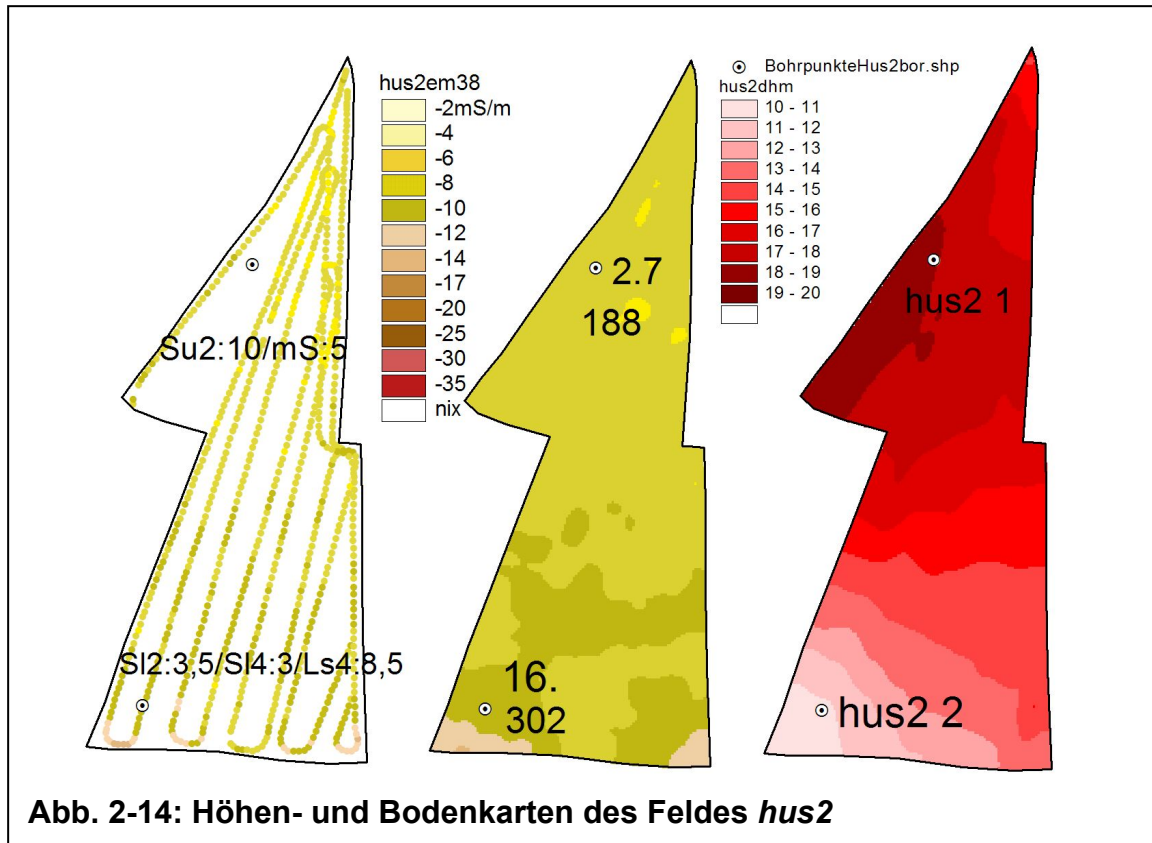 hus2em38
-2mS/m
-4
-6
-8
-10
-12
-14
-17
-20
-25
-30
-35
nix
Su2:10/mS:5
Sl2:3,5/Sl4:3/Ls4:8,5
2.7
188
16.
302
BohrpunkteHus2bor.shp
hus2dhm
10 - 11
11 - 12
12 - 13
13 - 14
14 - 15
15 - 16
16 - 17
17 - 18
18 - 19
19 - 20
hus2 1
hus2 2
Abb. 2-14: Höhen- und Bodenkarten des Feldes hus2